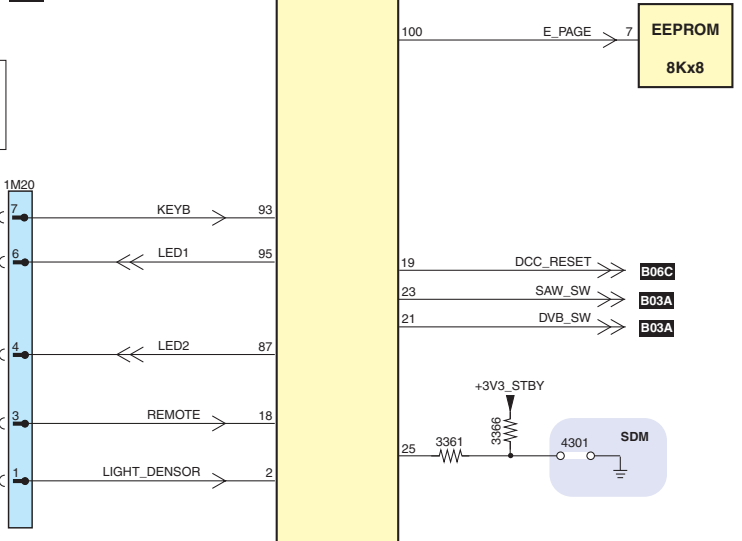 100 E_PAGE 7 EEPROM
8Kx8
1M20
7 KEYB 93
6 LED1 95
19 DCC_RESET B06C
23 SAW_SW B03A
21 DVB_SW B03A
4 LED2 87
+3V3_STBY
3 REMOTE 18
3366
25 3361 4301 SDM
1 LIGHT_DENSOR 2